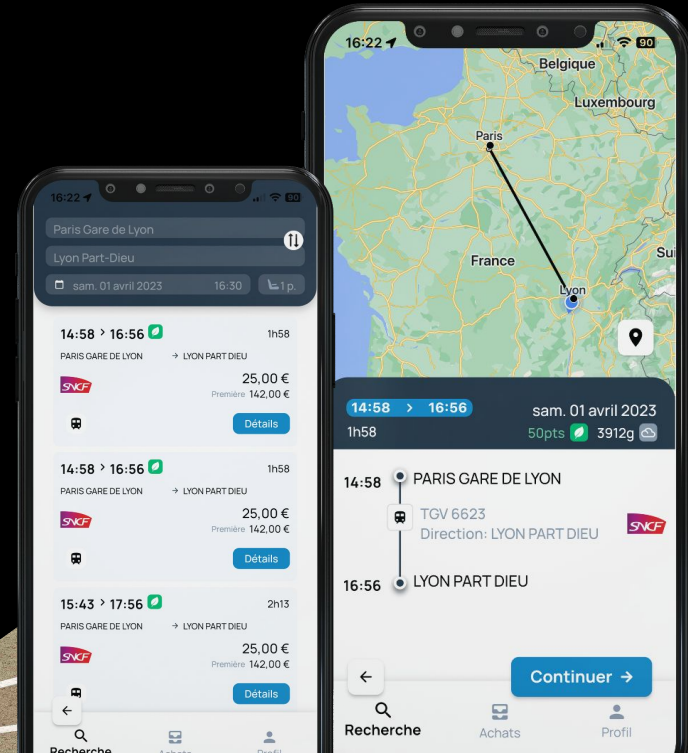 16:22
Paris Gare de Lyon
Lyon Part-Dieu
sam. 01 avril 2023 16:30 1 p.
14:58 > 16:56 1h58
PARIS GARE DE LYON → LYON PART DIEU
SNCF
25,00 €
Première 142,00 €
Détails
14:58 > 16:56 1h58
PARIS GARE DE LYON → LYON PART DIEU
SNCF
25,00 €
Première 142,00 €
Détails
15:43 > 17:56 2h13
PARIS GARE DE LYON → LYON PART DIEU
SNCF
25,00 €
Première 142,00 €
Détails
Recherche Achats Profil
16:22 90
Belgique
Luxembourg
Paris
France
Sui
Lyon
14:58 > 16:56 sam. 01 avril 2023
1h58 50pts 3912g
14:58 PARIS GARE DE LYON
TGV 6623
Direction: LYON PART DIEU
SNCF
16:56 LYON PART DIEU
Continuer →
Recherche Achats Profil